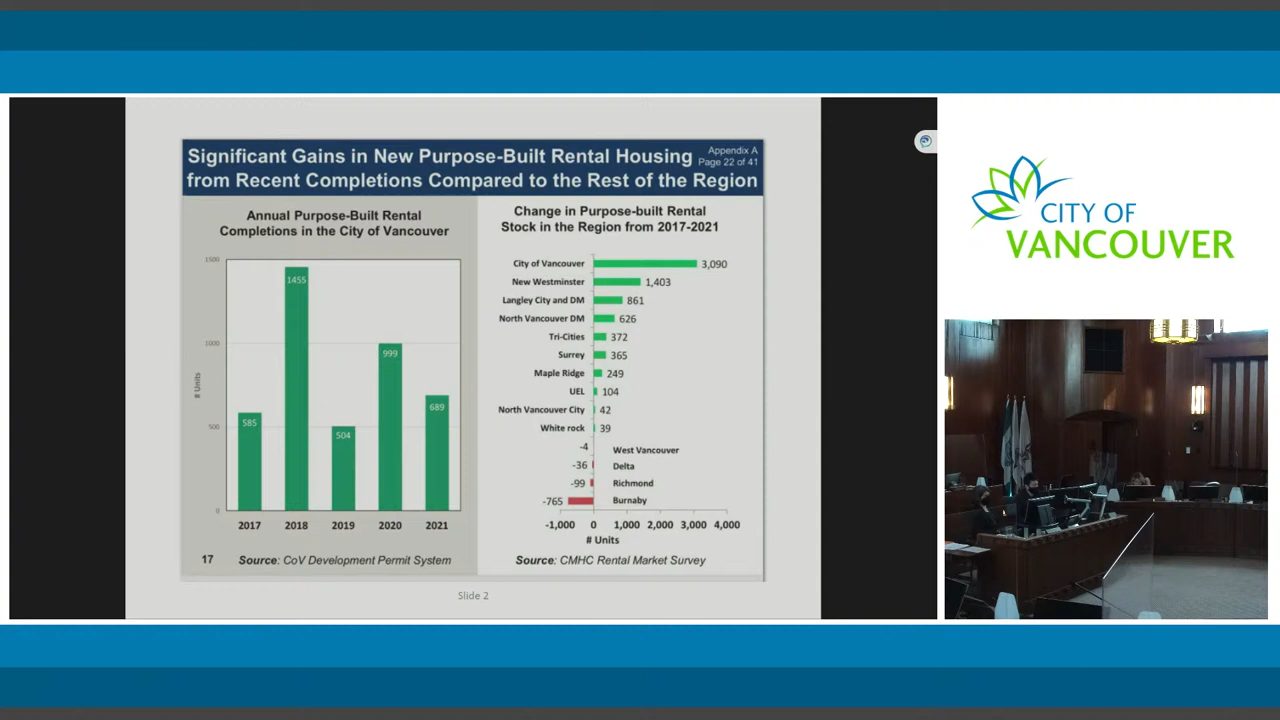 Significant Gains in New Purpose-Built Rental Housing
from Recent Completions Compared to the Rest of the Region
Appendix A
Page 22 of 41
Annual Purpose-Built Rental
Completions in the City of Vancouver
# Units
1500
1000
500
0
585
1455
504
999
689
2017 2018 2019 2020 2021
17 Source: CoV Development Permit System
Change in Purpose-built Rental
Stock in the Region from 2017-2021
City of Vancouver 3,090
New Westminster 1,403
Langley City and DM 861
North Vancouver DM 626
Tri-Cities 372
Surrey 365
Maple Ridge 249
UEL 104
North Vancouver City 42
White rock 39
-4 West Vancouver
-36 Delta
-99 Richmond
-765 Burnaby
-1,000 0 1,000 2,000 3,000 4,000
# Units
Source: CMHC Rental Market Survey
Slide 2
CITY OF
VANCOUVER